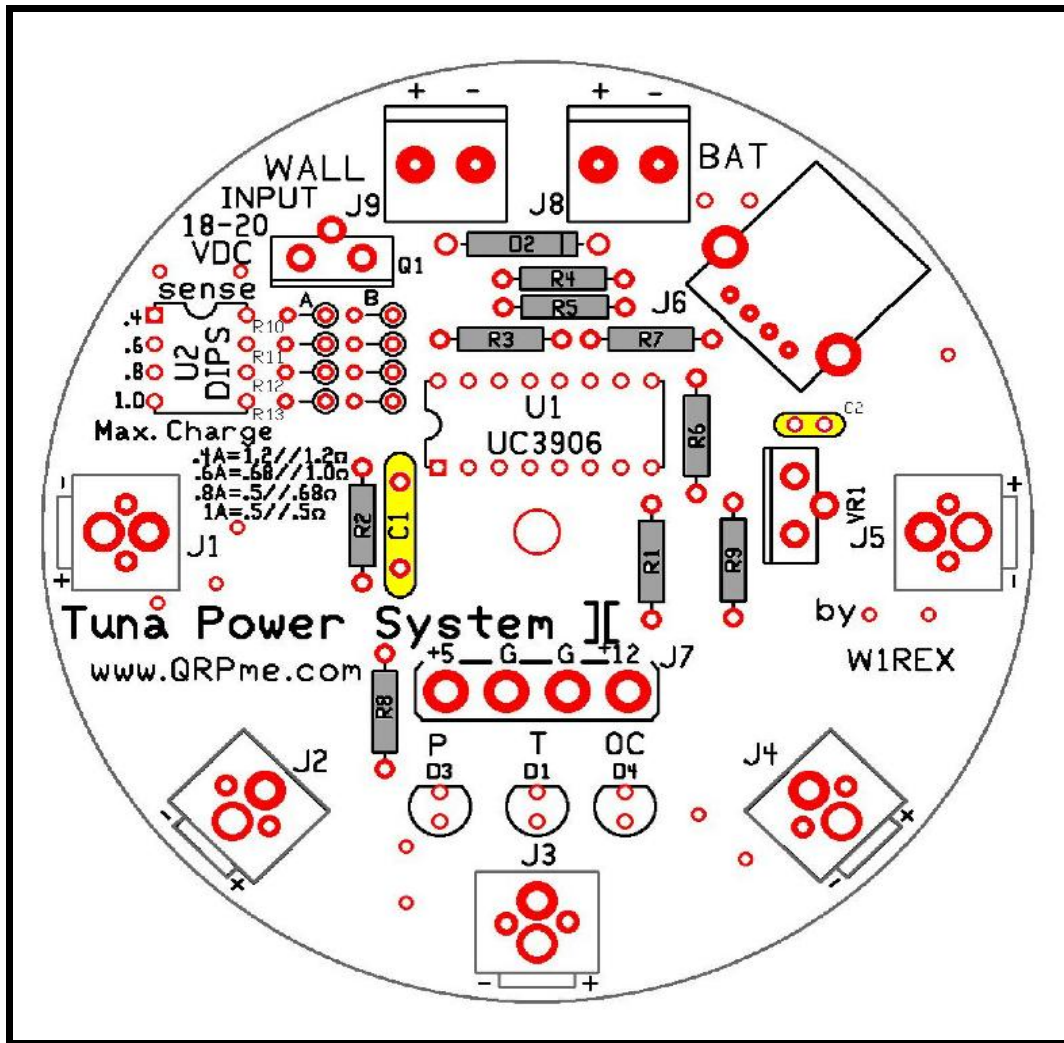 + - + -
WALL
INPUT
18-20
VDC
J9
J8
BAT
Q1
D2
R4
R5
J6
R3
R7
sense
A B
.4
.6
.8
1.0
U2
DIPS
R10
R11
R12
R13
U1
UC3906
R6
C2
Max. Charge
.4A=1.2//1.2Ω
.6A=.68//1.0Ω
.8A=.5//.68Ω
1A=.5//.5Ω
R2
C1
R1
R9
VR1
- +
J1
J5
+ -
Tuna Power System ][
by
www.QRPme.com
W1REX
+5 G G +12
J7
R8
P T OC
D3 D1 D4
J2
J4
- +
+ -
J3
- +